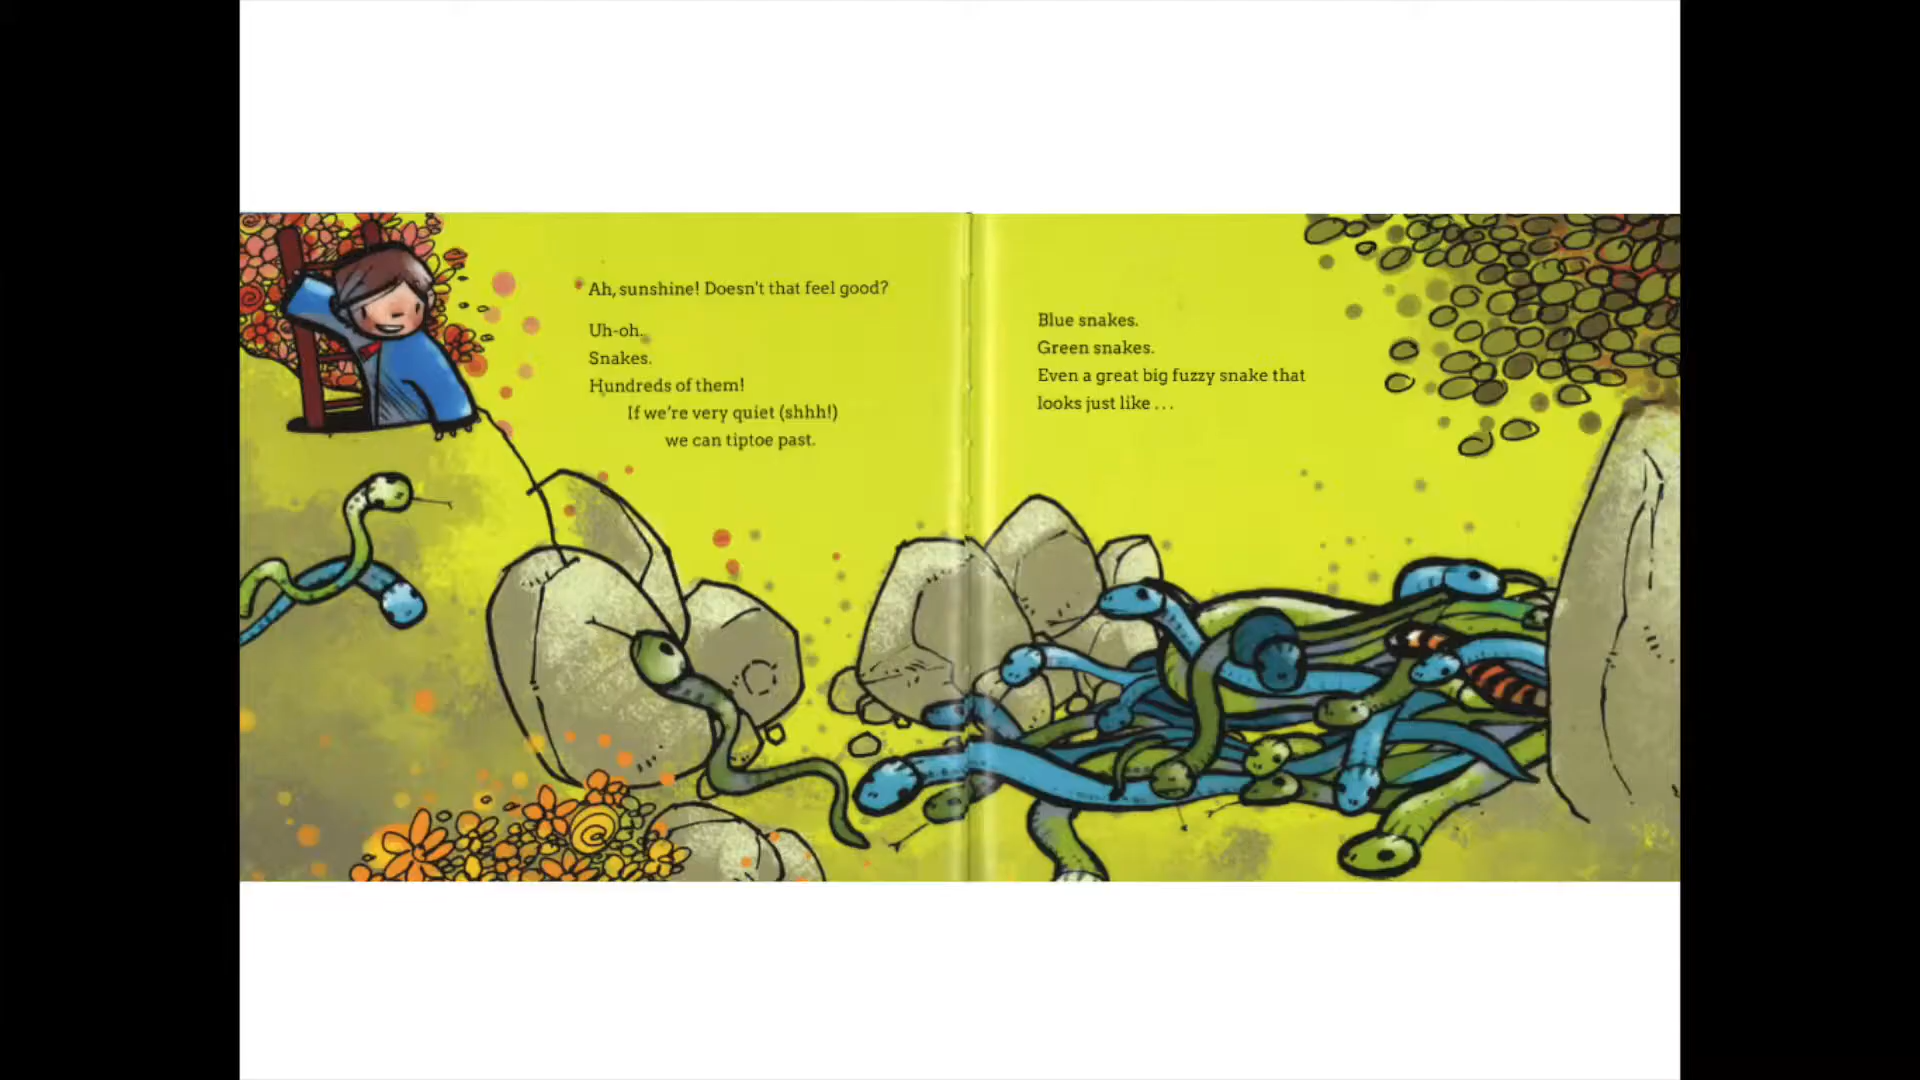 Ah, sunshine! Doesn't that feel good?
Uh-oh.
Snakes.
Hundreds of them!
If we're very quiet (shhh!)
we can tiptoe past.
Blue snakes.
Green snakes.
Even a great big fuzzy snake that
looks just like . . .